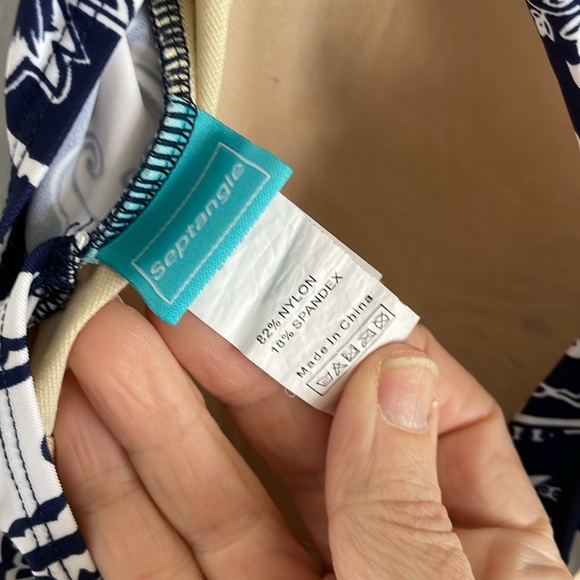 Septangle
82% NYLON
18% SPANDEX
Made In China